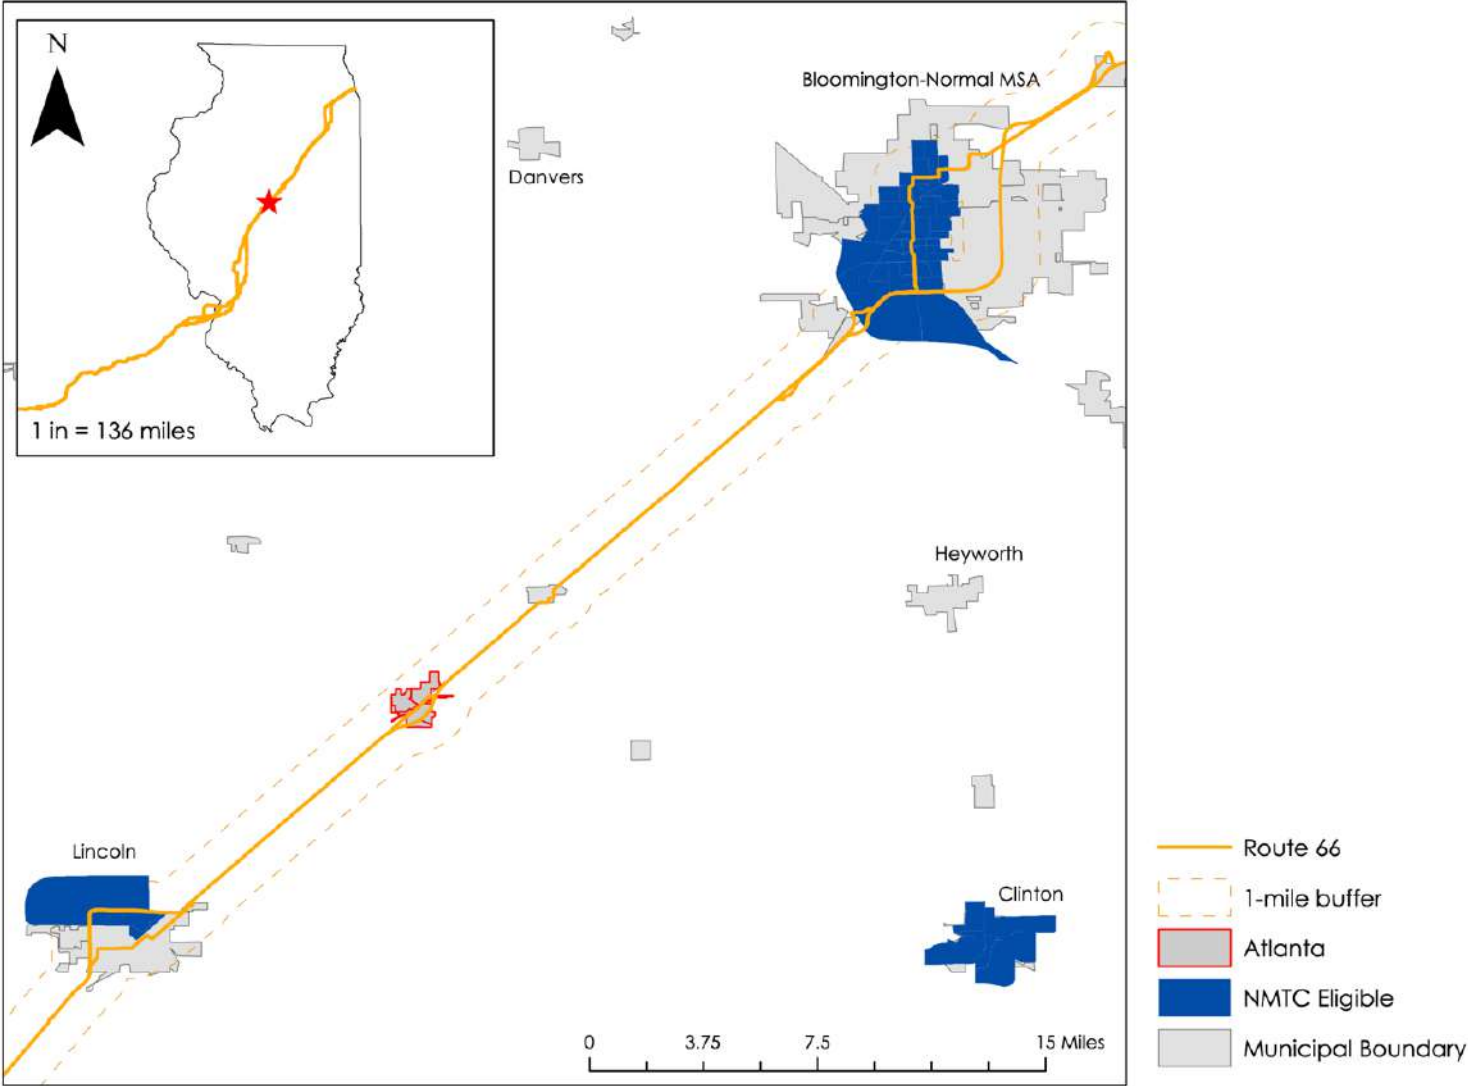 N
1 in = 136 miles
Bloomington-Normal MSA
Danvers
Heyworth
Lincoln
Clinton
0 3.75 7.5 15 Miles
Route 66
1-mile buffer
Atlanta
NMTC Eligible
Municipal Boundary